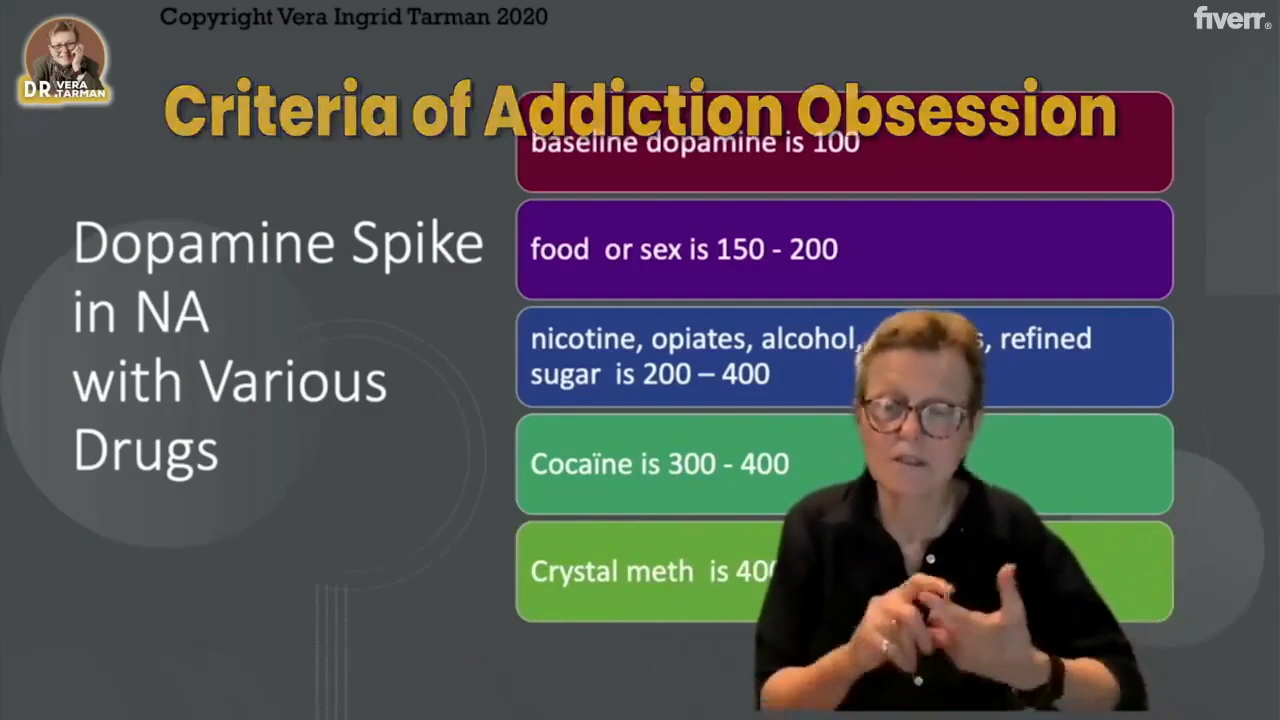 Copyright Vera Ingrid Tarman 2020
fiverr.
DR. VERA TARMAN
Criteria of Addiction Obsession
baseline dopamine is 100
Dopamine Spike
in NA
with Various
Drugs
food or sex is 150 - 200
nicotine, opiates, alcohol, s, refined
sugar is 200 – 400
Cocaïne is 300 - 400
Crystal meth is 400